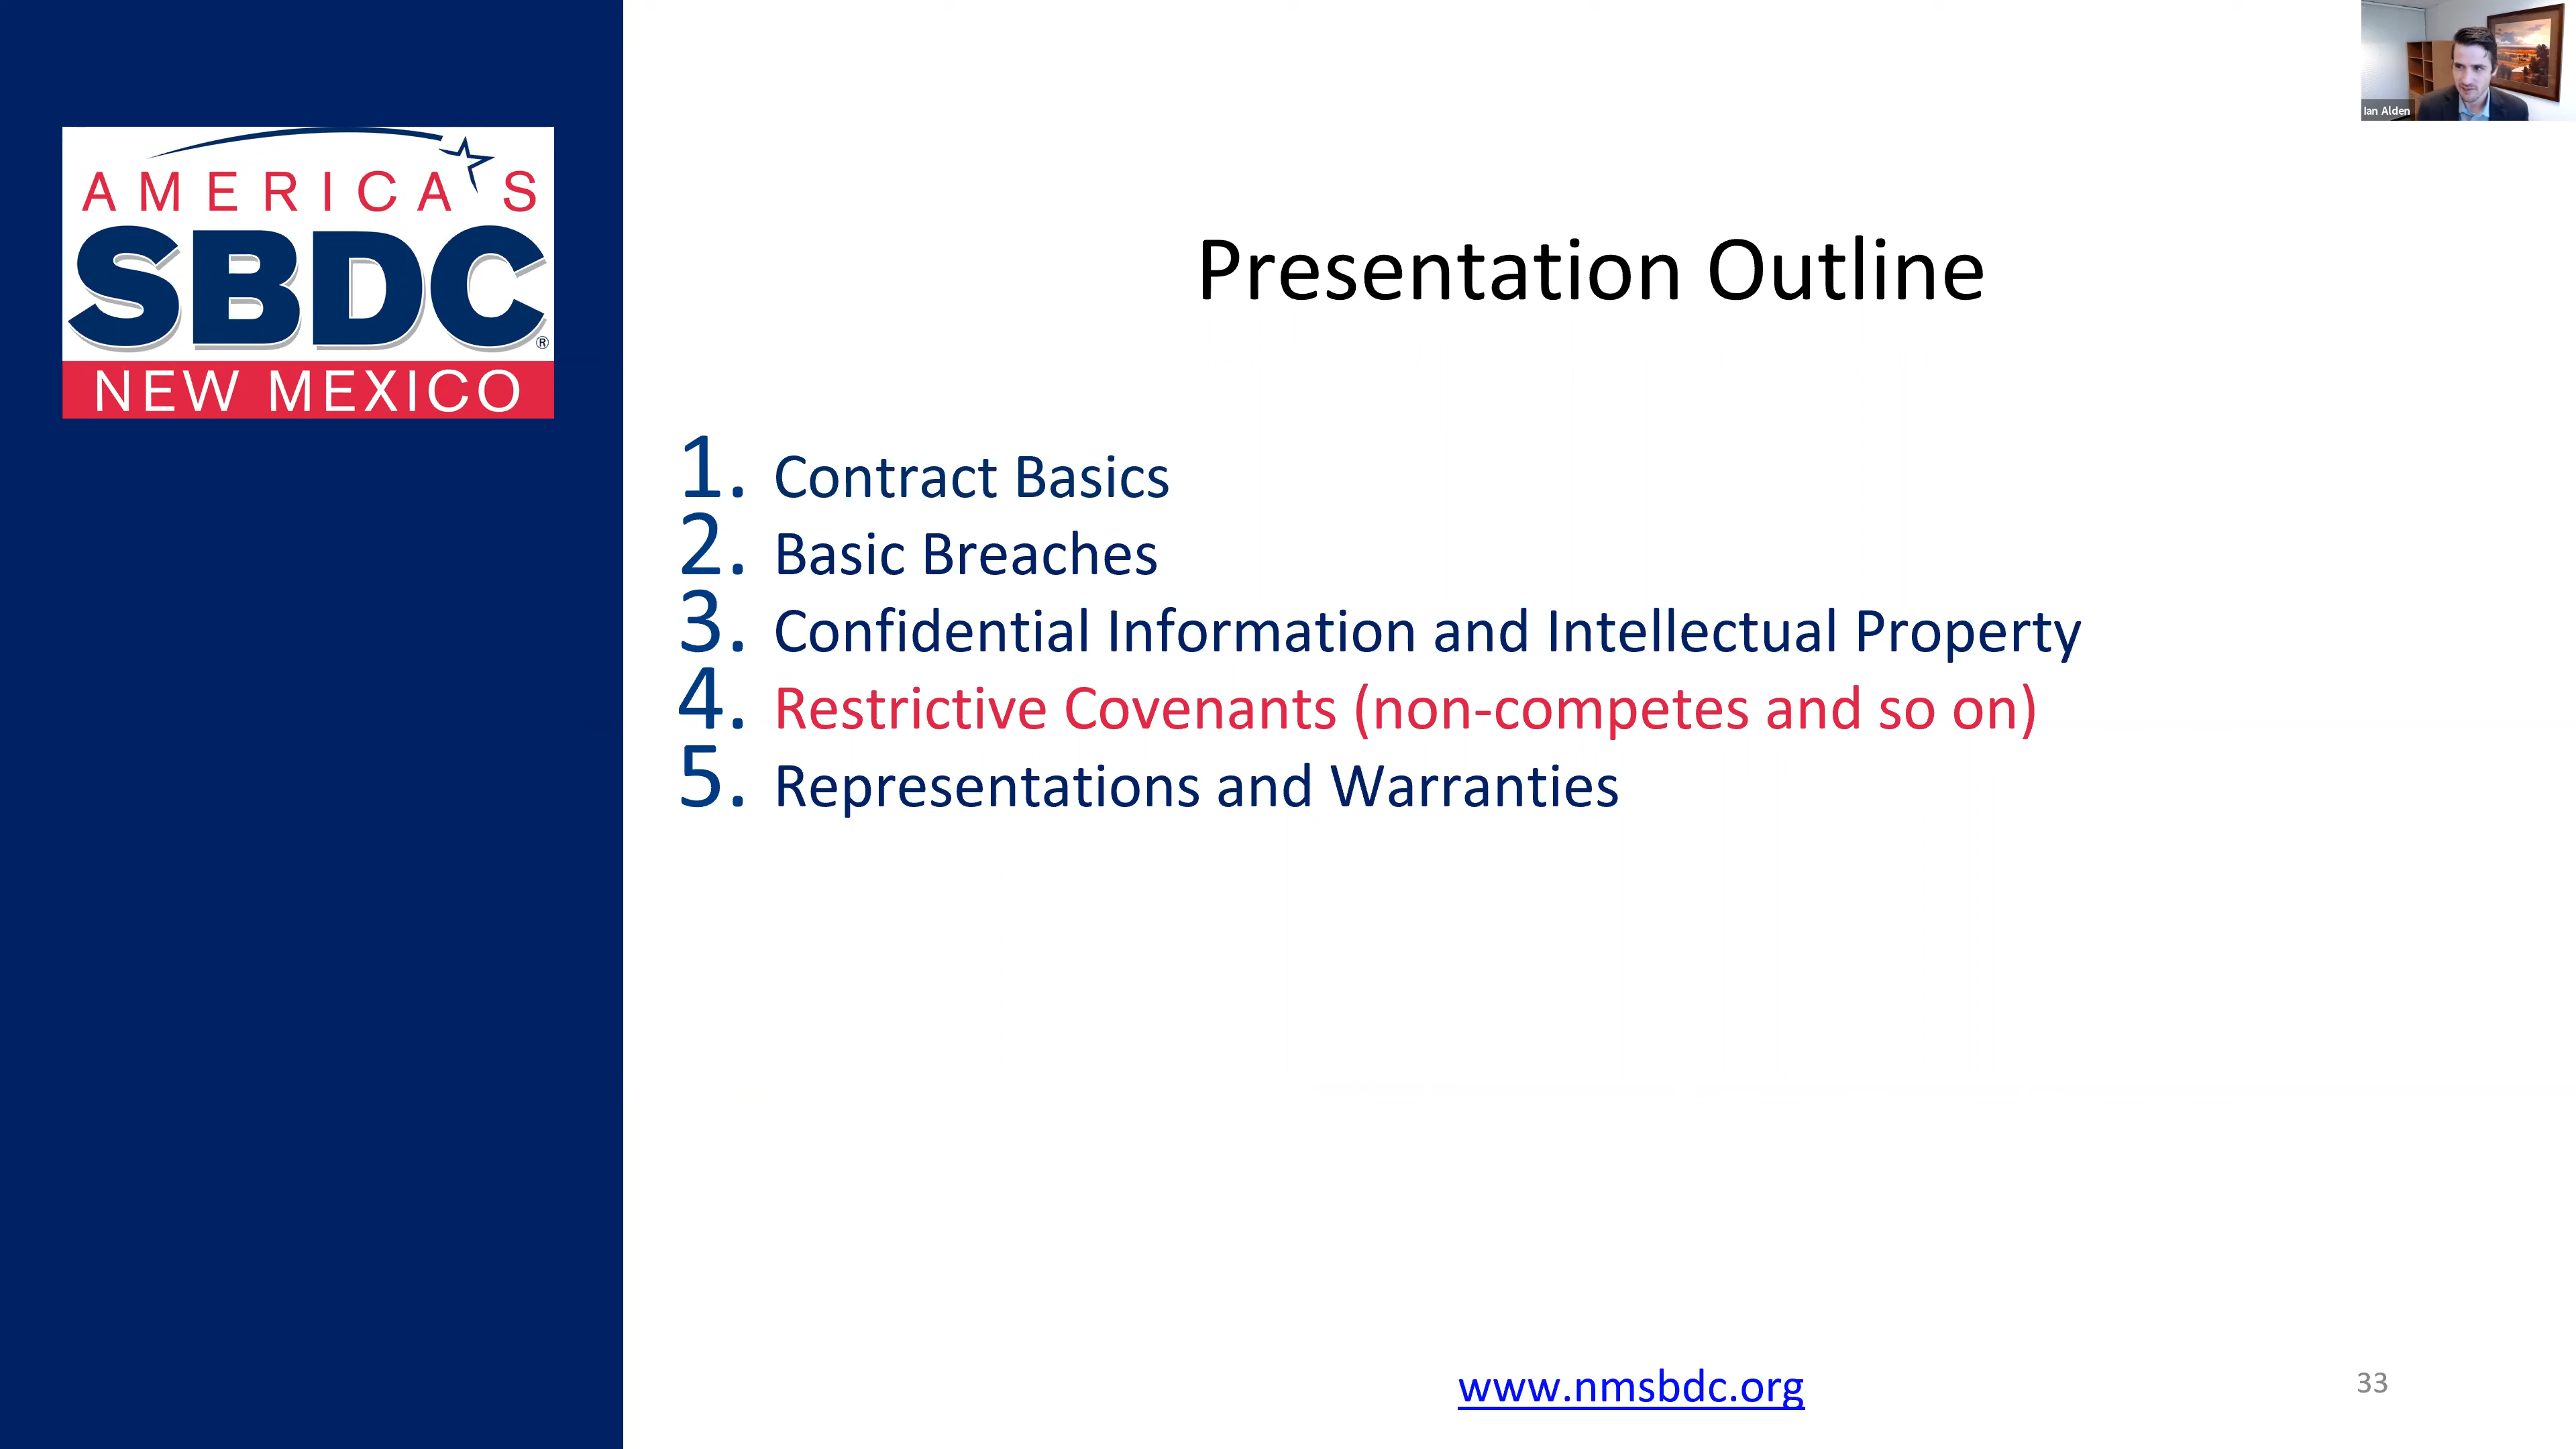 AMERICA'S
SBDC®
NEW MEXICO
Ian Alden
Presentation Outline
1. Contract Basics
2. Basic Breaches
3. Confidential Information and Intellectual Property
4. Restrictive Covenants (non-competes and so on)
5. Representations and Warranties
www.nmsbdc.org
33